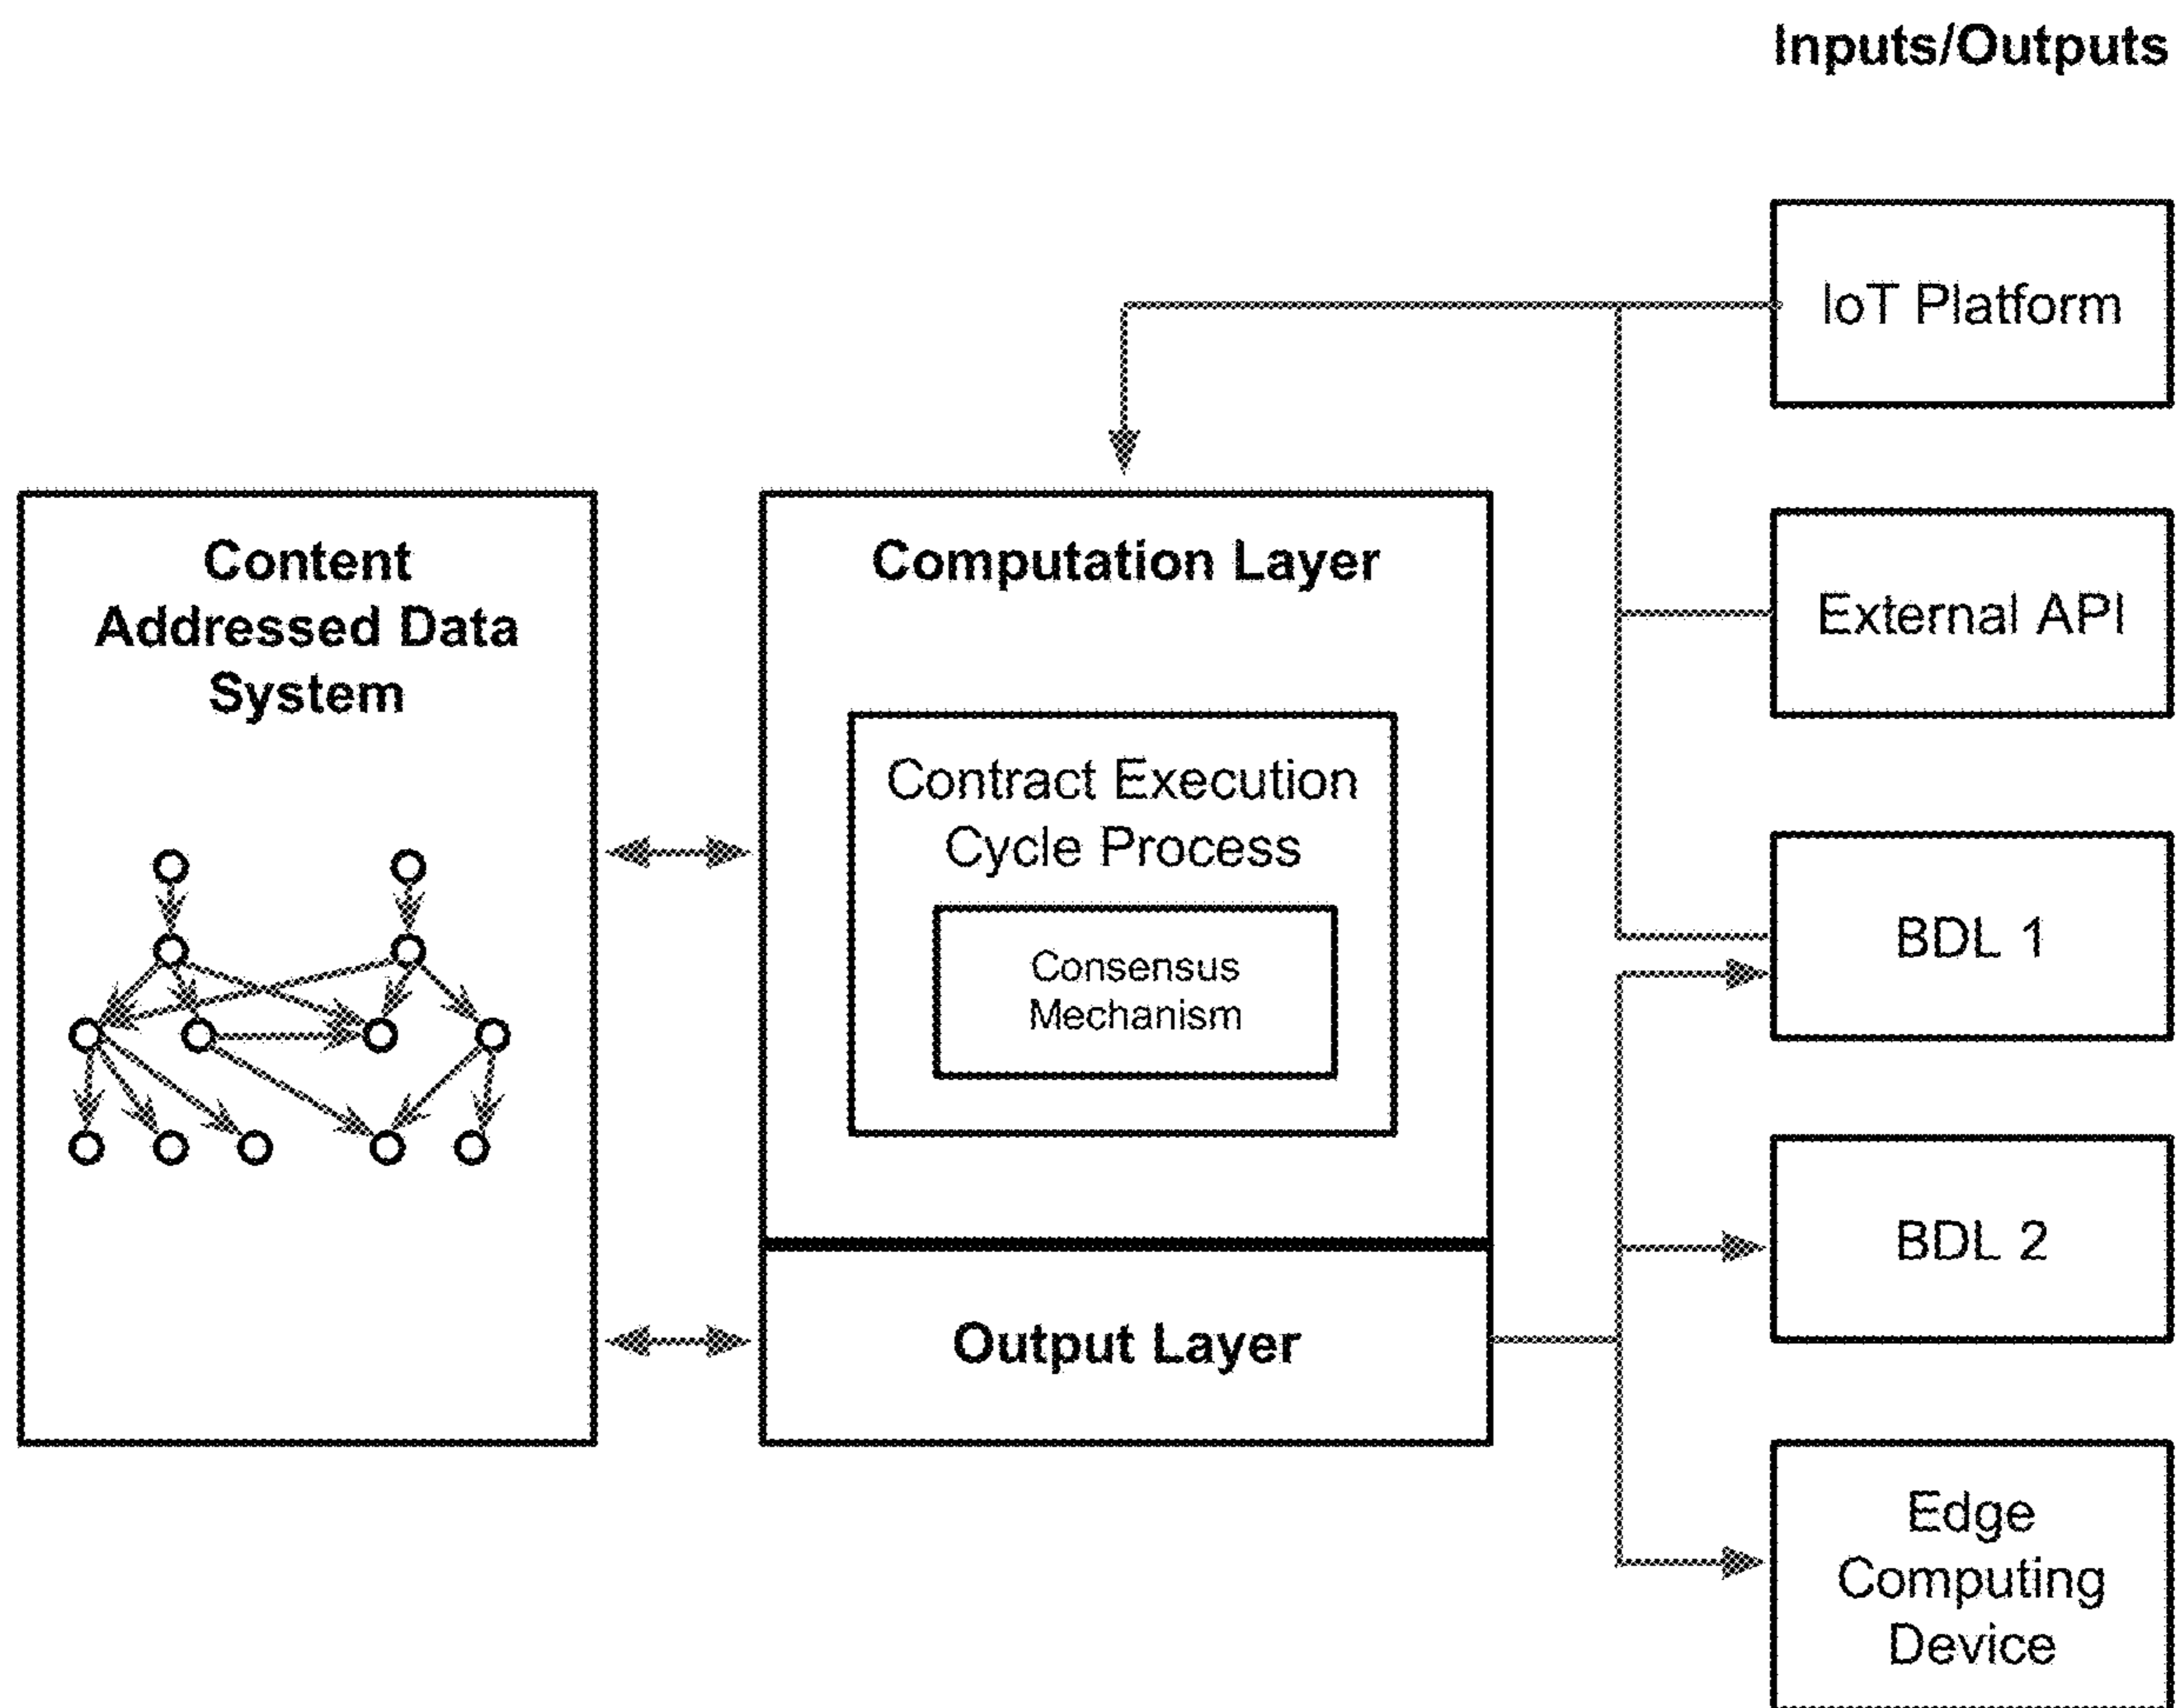 Inputs/Outputs
IoT Platform
External API
BDL 1
BDL 2
Edge
Computing
Device
Content
Addressed Data
System
Computation Layer
Contract Execution
Cycle Process
Consensus
Mechanism
Output Layer